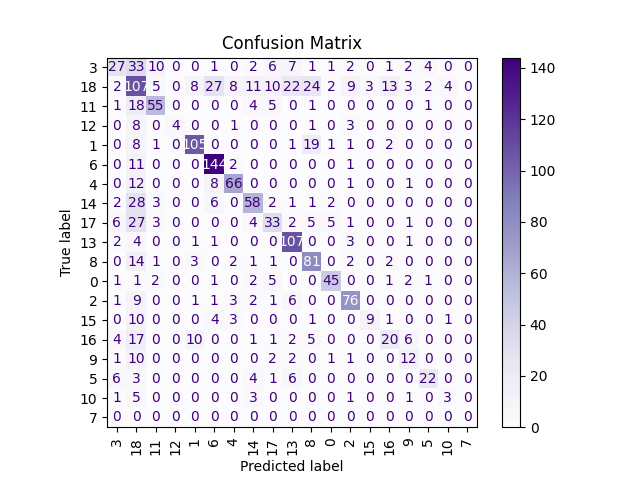 Confusion Matrix
3 27 33 10 0 0 1 0 2 6 7 1 1 2 0 1 2 4 0 0
18 2 107 5 0 8 27 8 11 10 22 24 2 9 3 13 3 2 4 0
11 1 18 55 0 0 0 0 4 5 0 1 0 0 0 0 0 1 0 0
12 0 8 0 4 0 0 1 0 0 0 1 0 3 0 0 0 0 0 0
1 0 8 1 0 105 0 0 0 0 1 19 1 1 0 2 0 0 0 0
6 0 11 0 0 0 144 2 0 0 0 0 0 1 0 0 0 0 0 0
4 0 12 0 0 0 8 66 0 0 0 0 0 1 0 0 1 0 0 0
14 2 28 3 0 0 6 0 58 2 1 1 2 0 0 0 0 0 0 0
17 6 27 3 0 0 0 0 4 33 2 5 5 1 0 0 1 0 0 0
13 2 4 0 0 1 1 0 0 0 107 0 0 3 0 0 1 0 0 0
8 0 14 1 0 3 0 2 1 1 0 81 0 2 0 2 0 0 0 0
0 1 1 2 0 0 1 0 2 5 0 0 45 0 0 1 2 1 0 0
2 1 9 0 0 1 1 3 2 1 6 0 0 76 0 0 0 0 0 0
15 0 10 0 0 0 4 3 0 0 0 1 0 0 9 1 0 0 1 0
16 4 17 0 0 10 0 0 1 1 2 5 0 0 0 20 6 0 0 0
9 1 10 0 0 0 0 0 0 2 2 0 1 1 0 0 12 0 0 0
5 6 3 0 0 0 0 0 4 1 6 0 0 0 0 0 0 22 0 0
10 1 5 0 0 0 0 0 3 0 0 0 0 1 0 0 1 0 3 0
7 0 0 0 0 0 0 0 0 0 0 0 0 0 0 0 0 0 0 0
3 18 11 12 1 6 4 14 17 13 8 0 2 15 16 9 5 10 7
Predicted label
True label
140
120
100
80
60
40
20
0